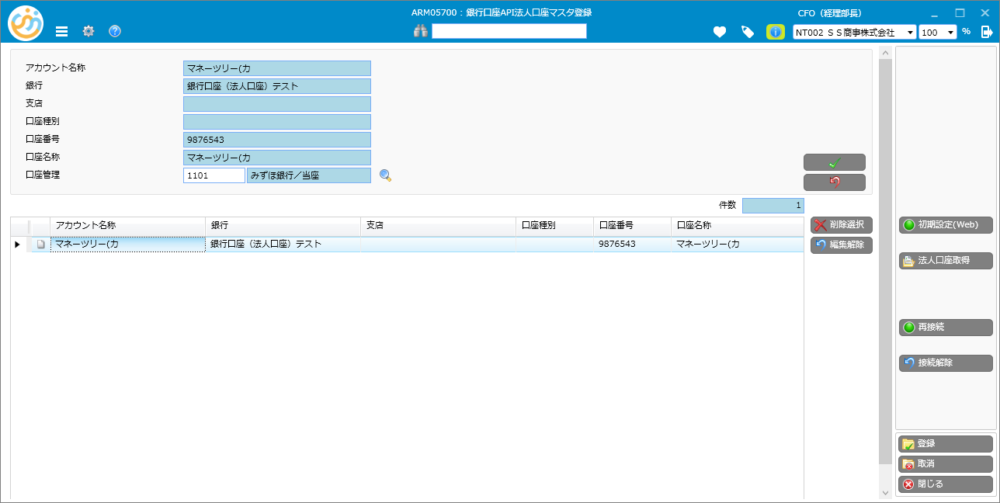 ARM05700 : 銀行口座API法人口座マスタ登録
CFO (経理部長)
NT002 SS商事株式会社
100
%
アカウント名称
マネーツリー(カ
銀行
銀行口座（法人口座）テスト
支店
口座種別
口座番号
9876543
口座名称
マネーツリー(カ
口座管理
1101
みずほ銀行／当座
件数
1
アカウント名称 銀行 支店 口座種別 口座番号 口座名称
マネーツリー(カ 銀行口座（法人口座）テスト 9876543 マネーツリー(カ
削除選択
編集解除
初期設定(Web)
法人口座取得
再接続
接続解除
登録
取消
閉じる